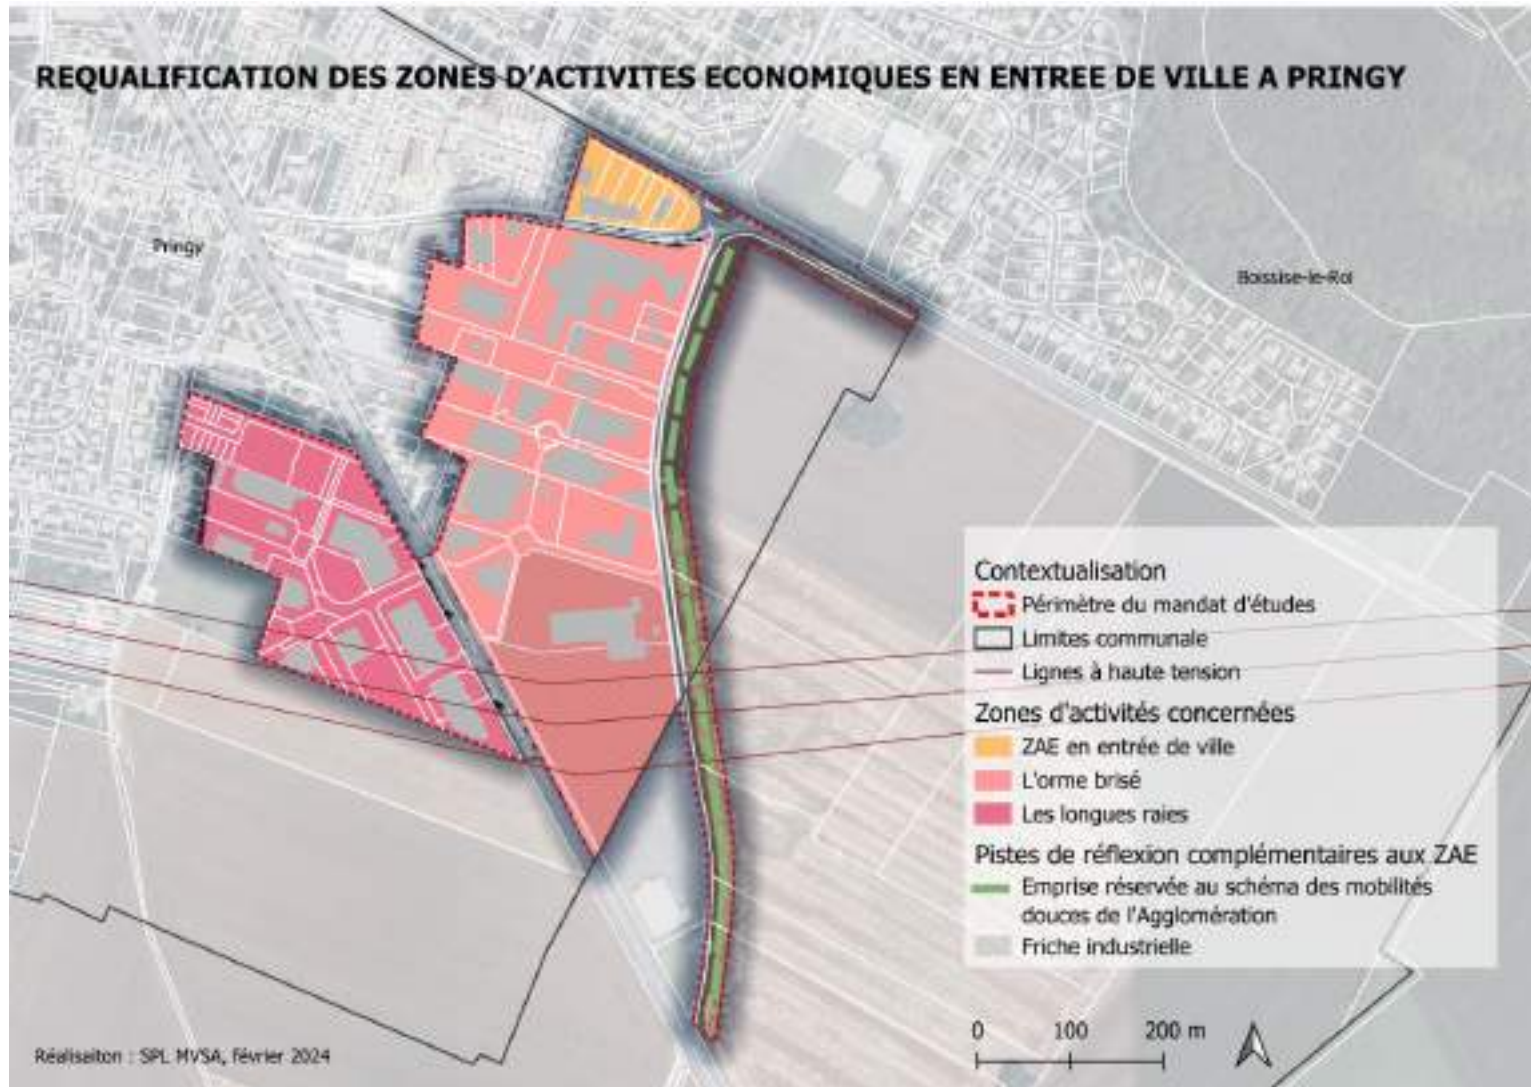 REQUALIFICATION DES ZONES D'ACTIVITES ECONOMIQUES EN ENTREE DE VILLE A PRINGY
Pringy
Boissise-le-Roi
Contextualisation
Périmètre du mandat d'études
Limites communale
Lignes à haute tension
Zones d'activités concernées
ZAE en entrée de ville
L'orme brisé
Les longues raies
Pistes de réflexion complémentaires aux ZAE
Emprise réservée au schéma des mobilités
douces de l'Agglomération
Friche industrielle
0 100 200 m
Réalisaiton : SPL MVSA, février 2024